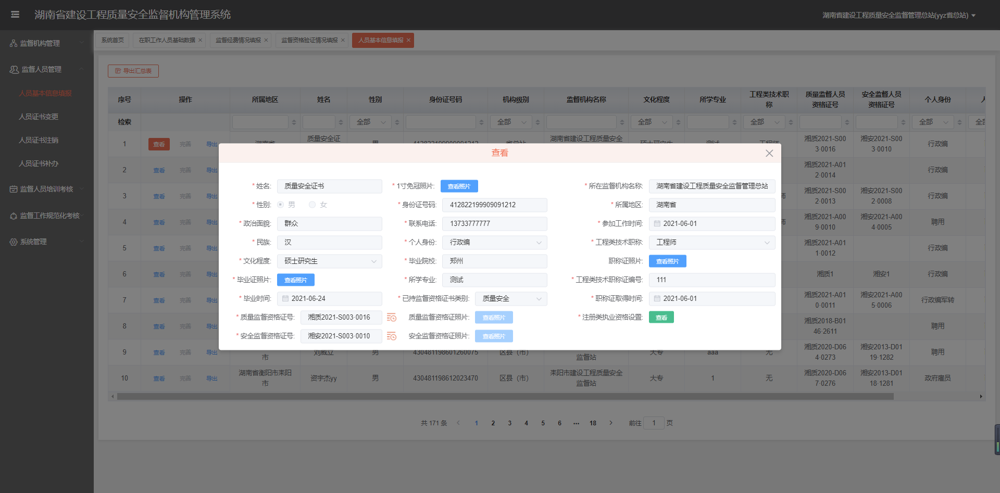 湖南省建设工程质量安全监督机构管理系统
湖南省建设工程质量安全监督管理总站(yyz省总站)
监督机构管理
监督人员管理
人员基本信息填报
人员证书变更
人员证书注销
人员证书补办
监督人员培训考核
监督工作规范化考核
系统管理
系统首页 在职工作人员基础数据 × 监督经费情况填报 × 监督资格验证情况填报 × 人员基本信息填报 ×
导出汇总表
序号 操作 所属地区 姓名 性别 身份证号码 机构级别 监督机构名称 文化程度 所学专业 工程类技术职称 质量监督人员资格证号 安全监督人员资格证号 个人身份
检索 全部 全部 全部 全部 全部 全部
1 查看 完善 导出 湖南省 质量安全证 男 412822199909091212 省总站 湖南省建设工程质量安全 硕士研究生 测试 工程师 湘质2021-S003·0016 湘安2021-S003·0010 行政编
2 查看 完善 导出 湘质2021-A012·0014 行政编
3 查看 完善 导出 师 湘质2021-S002·0013 湘安2021-S002·0008 行政编
4 查看 完善 导出 师 湘质2021-A009·0010 湘安2021-A004·0005 聘用
5 查看 完善 导出 湘质2021-A011·0012 行政编
6 查看 完善 导出 湘质1 湘安1 行政编
7 查看 完善 导出 湘质2021-A010·0011 湘安2021-A005·0006 行政编军转
8 查看 完善 导出 湘质2018-B0146·2611 聘用
9 查看 完善 导出 市 刘威立 男 430481198601260075 区县（市） 监督站 大专 aaa 无 湘质2020-D064·0273 湘安2013-D0119·1282 聘用
10 查看 完善 导出 湖南省衡阳市耒阳市 资宇杰yy 男 430481198612023470 区县（市） 耒阳市建设工程质量安全监督站 大专 1 无 湘质2020-D067·0276 湘安2013-D0118·1281 政府雇员
共 171 条 1 2 3 4 5 6 ··· 18 前往 1 页
查看
* 姓名: 质量安全证书 * 1寸免冠照片: 查看照片 * 所在监督机构名称: 湖南省建设工程质量安全监督管理总站
* 性别: 男 女 * 身份证号码: 412822199909091212 * 所属地区: 湖南省
* 政治面貌: 群众 * 联系电话: 13733777777 * 参加工作时间: 2021-06-01
* 民族: 汉 * 个人身份: 行政编 * 工程类技术职称: 工程师
* 文化程度: 硕士研究生 * 毕业院校: 郑州 职称证照片: 查看照片
* 毕业证照片: 查看照片 * 所学专业: 测试 * 工程类技术职称证编号: 111
* 毕业时间: 2021-06-24 * 已持监督资格证书类别: 质量安全 * 职称证取得时间: 2021-06-01
* 质量监督资格证号: 湘质2021-S003·0016 质量监督资格证照片: 查看照片 * 注册类执业资格设置: 查看
* 安全监督资格证号: 湘安2021-S003·0010 安全监督资格证照片: 查看照片